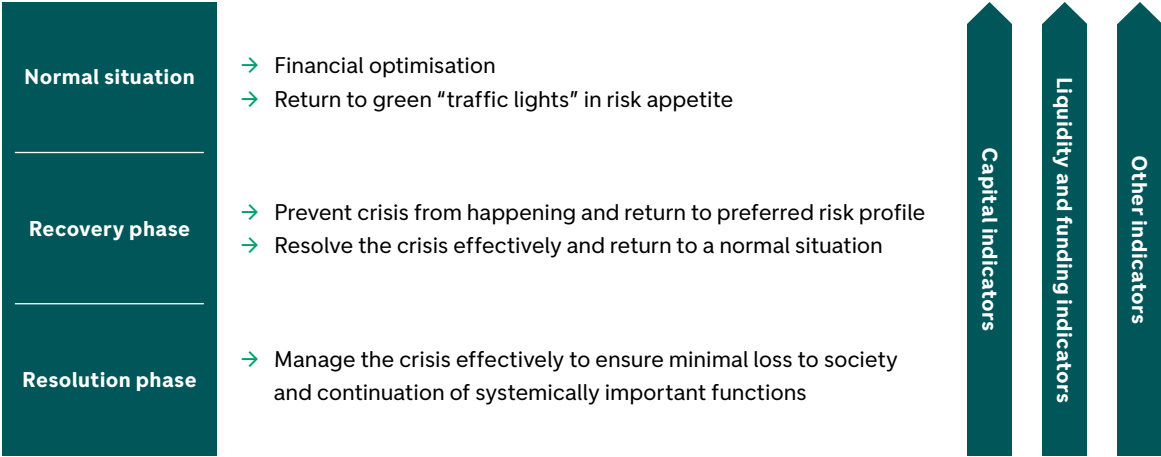 Normal situation
→ Financial optimisation
→ Return to green “traffic lights” in risk appetite
Recovery phase
→ Prevent crisis from happening and return to preferred risk profile
→ Resolve the crisis effectively and return to a normal situation
Resolution phase
→ Manage the crisis effectively to ensure minimal loss to society
and continuation of systemically important functions
Capital indicators
Liquidity and funding indicators
Other indicators